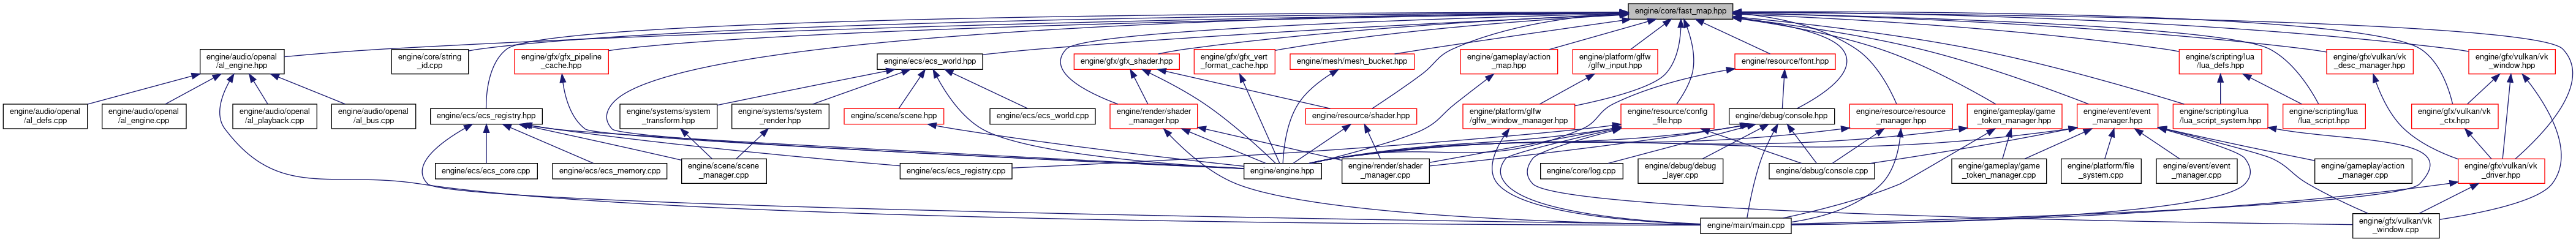 engine/core/fast_map.hpp
engine/audio/openal
/al_engine.hpp
engine/core/string
_id.cpp
engine/gfx/gfx_pipeline
_cache.hpp
engine/ecs/ecs_world.hpp
engine/gfx/gfx_shader.hpp
engine/gfx/gfx_vert
_format_cache.hpp
engine/mesh/mesh_bucket.hpp
engine/gameplay/action
_map.hpp
engine/platform/glfw
/glfw_input.hpp
engine/resource/font.hpp
engine/scripting/lua
/lua_defs.hpp
engine/gfx/vulkan/vk
_desc_manager.hpp
engine/gfx/vulkan/vk
_window.hpp
engine/audio/openal
/al_defs.cpp
engine/audio/openal
/al_engine.cpp
engine/audio/openal
/al_playback.cpp
engine/audio/openal
/al_bus.cpp
engine/ecs/ecs_registry.hpp
engine/systems/system
_transform.hpp
engine/systems/system
_render.hpp
engine/scene/scene.hpp
engine/ecs/ecs_world.cpp
engine/render/shader
_manager.hpp
engine/resource/shader.hpp
engine/platform/glfw
/glfw_window_manager.hpp
engine/resource/config
_file.hpp
engine/debug/console.hpp
engine/resource/resource
_manager.hpp
engine/gameplay/game
_token_manager.hpp
engine/event/event
_manager.hpp
engine/scripting/lua
/lua_script_system.hpp
engine/scripting/lua
/lua_script.hpp
engine/gfx/vulkan/vk
_ctx.hpp
engine/ecs/ecs_core.cpp
engine/ecs/ecs_memory.cpp
engine/scene/scene
_manager.cpp
engine/ecs/ecs_registry.cpp
engine/engine.hpp
engine/render/shader
_manager.cpp
engine/core/log.cpp
engine/debug/debug
_layer.cpp
engine/debug/console.cpp
engine/gameplay/game
_token_manager.cpp
engine/platform/file
_system.cpp
engine/event/event
_manager.cpp
engine/gameplay/action
_manager.cpp
engine/gfx/vulkan/vk
_driver.hpp
engine/main/main.cpp
engine/gfx/vulkan/vk
_window.cpp